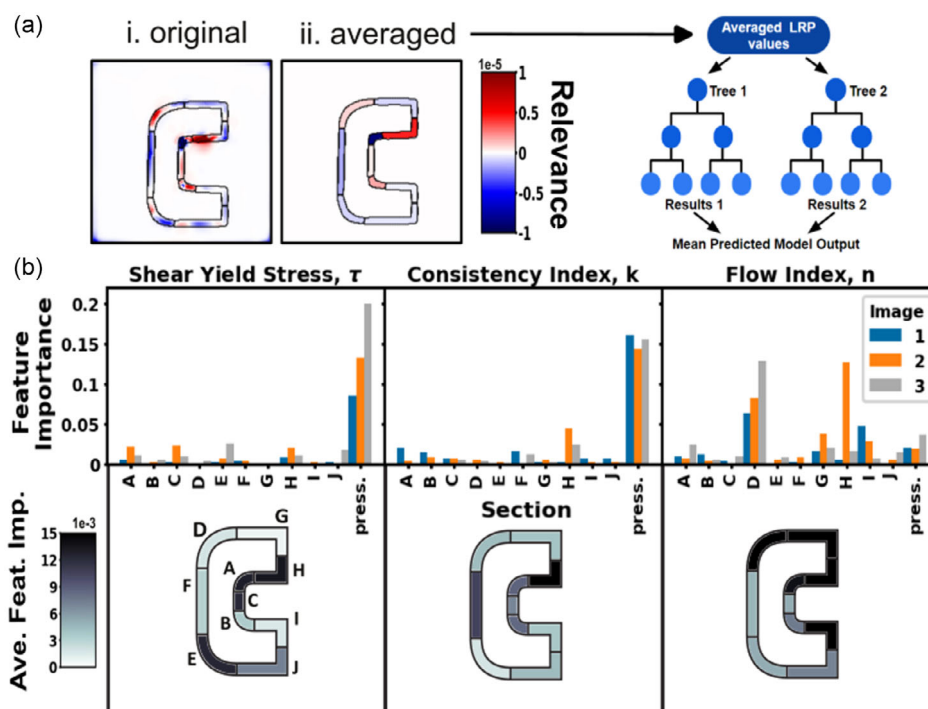 (a)
i. original
ii. averaged
1e-5
1
0.5
0
-0.5
-1
Relevance
Averaged LRP
values
Tree 1
Tree 2
Results 1
Results 2
Mean Predicted Model Output
(b)
Shear Yield Stress, τ
Consistency Index, k
Flow Index, n
Feature
Importance
0.2
0.15
0.1
0.05
0
Image
1
2
3
A B C D E F G H I J press.
A B C D E F G H I J press.
A B C D E F G H I J press.
Section
Ave. Feat. Imp.
1e-3
15
12
9
6
3
0
D
G
A
H
F
C
B
I
E
J